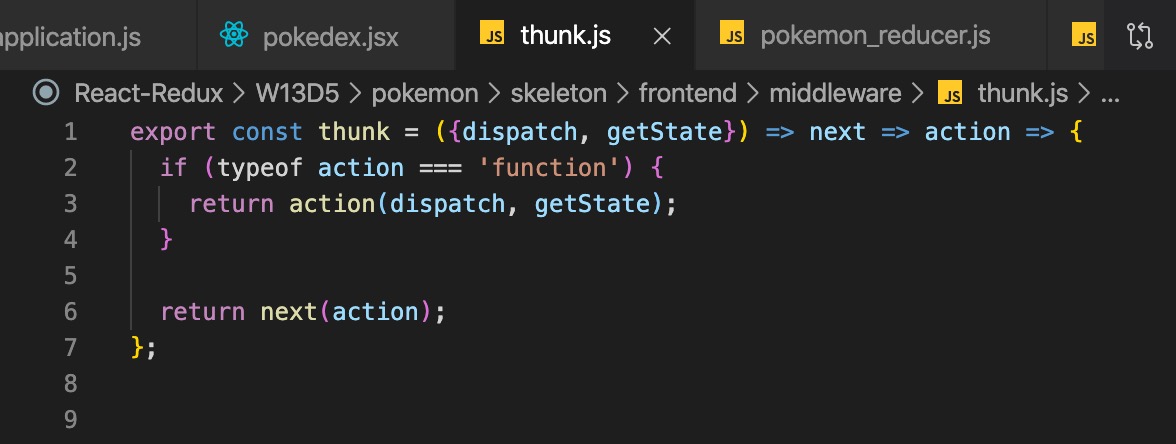 pplication.js pokedex.jsx JS thunk.js × JS pokemon_reducer.js JS
React-Redux > W13D5 > pokemon > skeleton > frontend > middleware > JS thunk.js > ...
1 export const thunk = ({dispatch, getState}) => next => action => {
2   if (typeof action === 'function') {
3     return action(dispatch, getState);
4   }
5
6   return next(action);
7 };
8
9